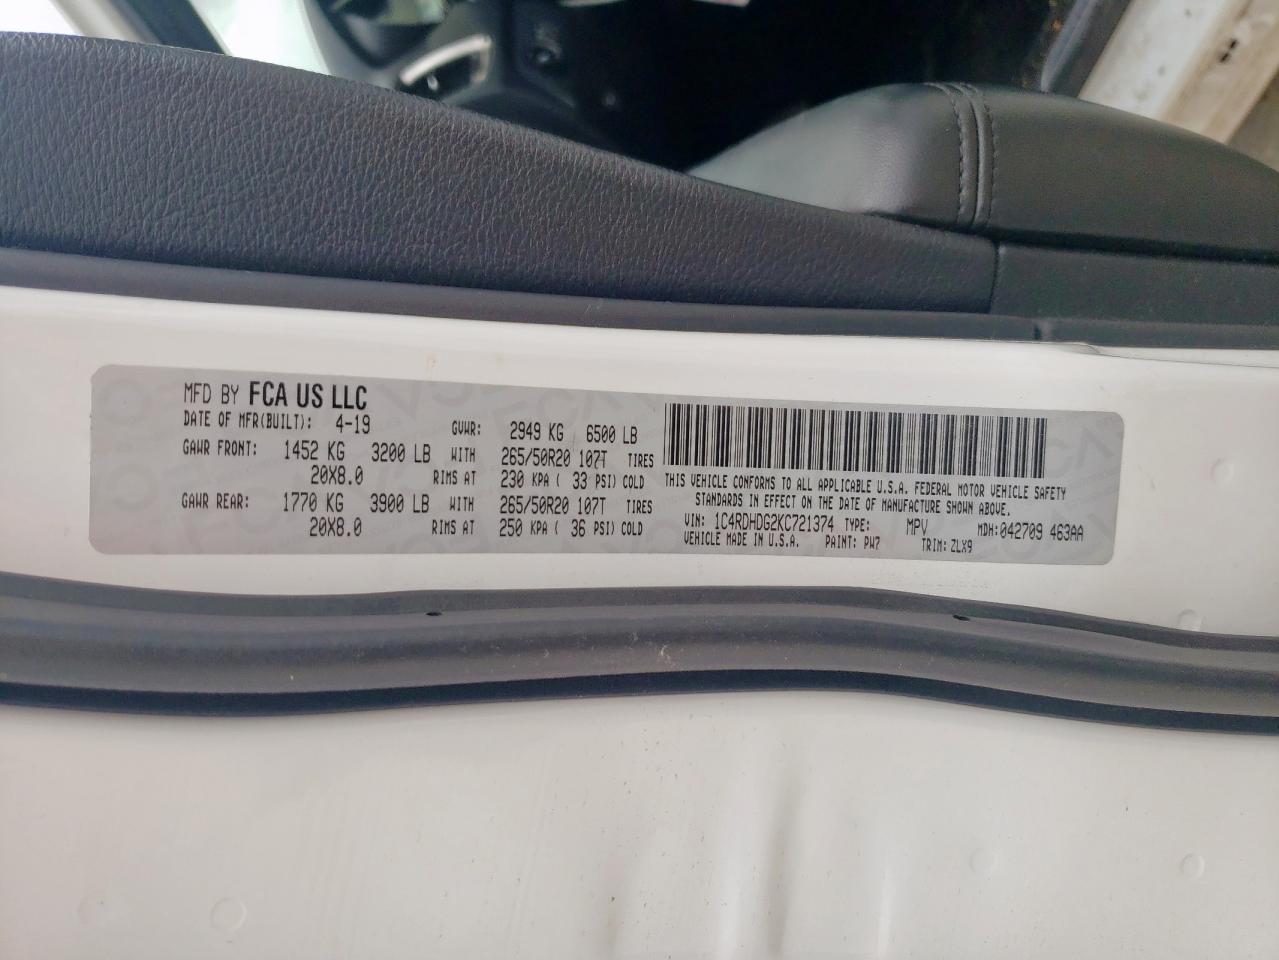 MFD BY FCA US LLC
DATE OF MFR(BUILT): 4-19 GVWR: 2949 KG 6500 LB
GAWR FRONT: 1452 KG 3200 LB WITH 265/50R20 107T TIRES
20X8.0 RIMS AT 230 KPA ( 33 PSI) COLD
GAWR REAR: 1770 KG 3900 LB WITH 265/50R20 107T TIRES
20X8.0 RIMS AT 250 KPA ( 36 PSI) COLD
THIS VEHICLE CONFORMS TO ALL APPLICABLE U.S.A. FEDERAL MOTOR VEHICLE SAFETY
STANDARDS IN EFFECT ON THE DATE OF MANUFACTURE SHOWN ABOVE.
VIN: 1C4RDHDG2KC721374 TYPE: MPV MDH:042709 463AA
VEHICLE MADE IN U.S.A. PAINT: PW7 TRIM: ZLX9